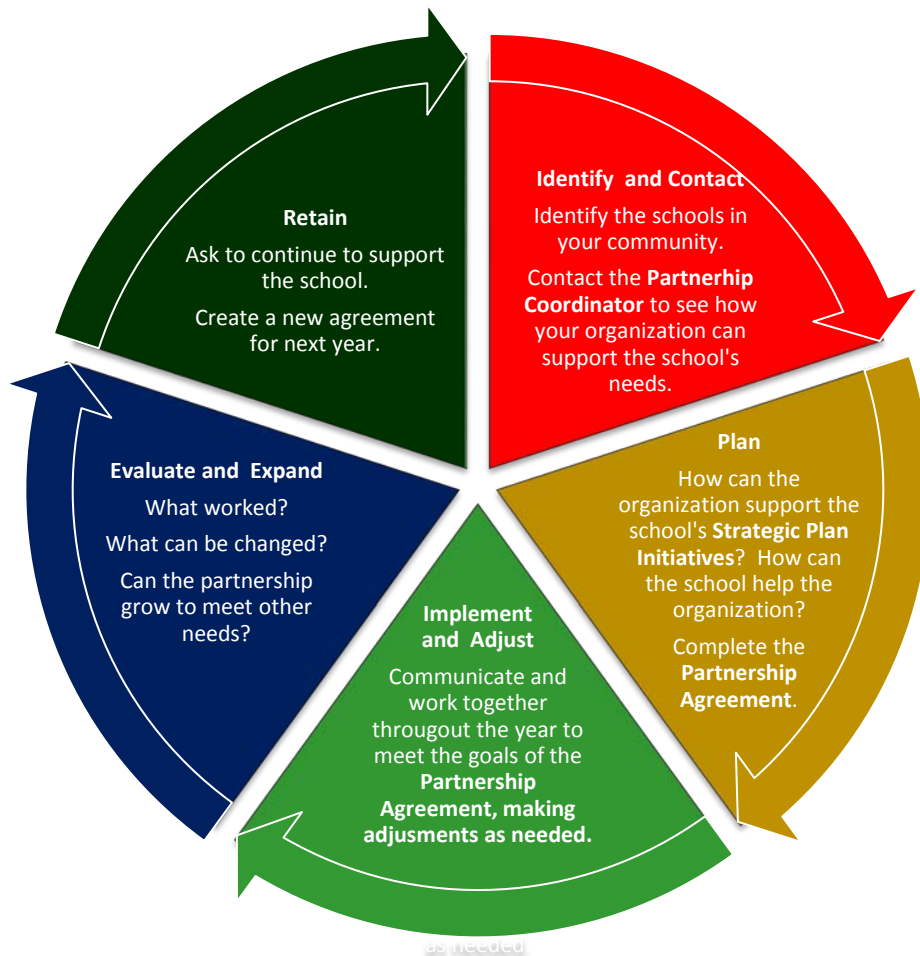 Identify  and Contact
Identify the schools in
your community.
Contact the Partnerhip
Coordinator to see how
your organization can
support the school's
needs.
Plan
How can the
organization support the
school's Strategic Plan
Initiatives?  How can
the school help the
organization?
Complete the
Partnership
Agreement.
Implement
and  Adjust
Communicate and
work together
througout the year to
meet the goals of the
Partnership
Agreement, making
adjusments as needed.
as needed
Evaluate and  Expand
What worked?
What can be changed?
Can the partnership
grow to meet other
needs?
Retain
Ask to continue to support
the school.
Create a new agreement
for next year.